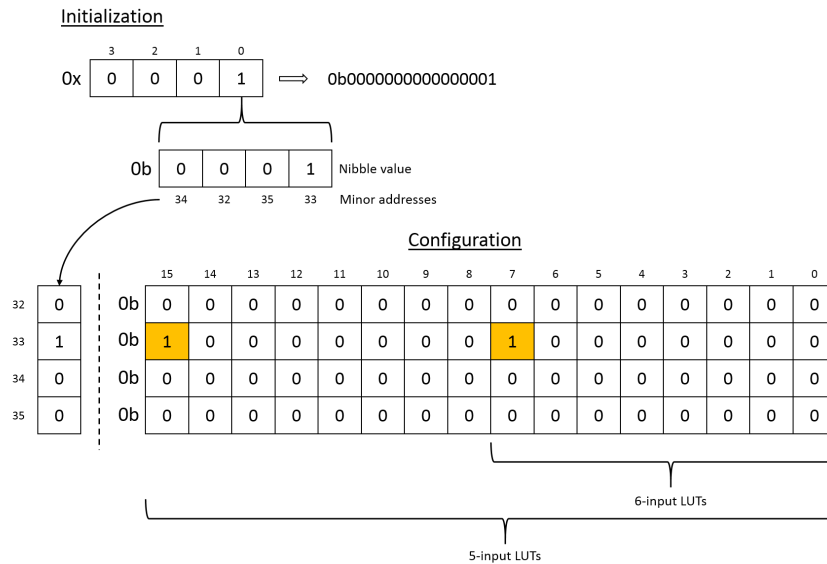 Initialization
3 2 1 0
0x 0 0 0 1 0b0000000000000001
0b 0 0 0 1 Nibble value
34 32 35 33 Minor addresses
Configuration
15 14 13 12 11 10 9 8 7 6 5 4 3 2 1 0
32 0 0b 0 0 0 0 0 0 0 0 0 0 0 0 0 0 0 0
33 1 0b 1 0 0 0 0 0 0 0 1 0 0 0 0 0 0 0
34 0 0b 0 0 0 0 0 0 0 0 0 0 0 0 0 0 0 0
35 0 0b 0 0 0 0 0 0 0 0 0 0 0 0 0 0 0 0
6-input LUTs
5-input LUTs